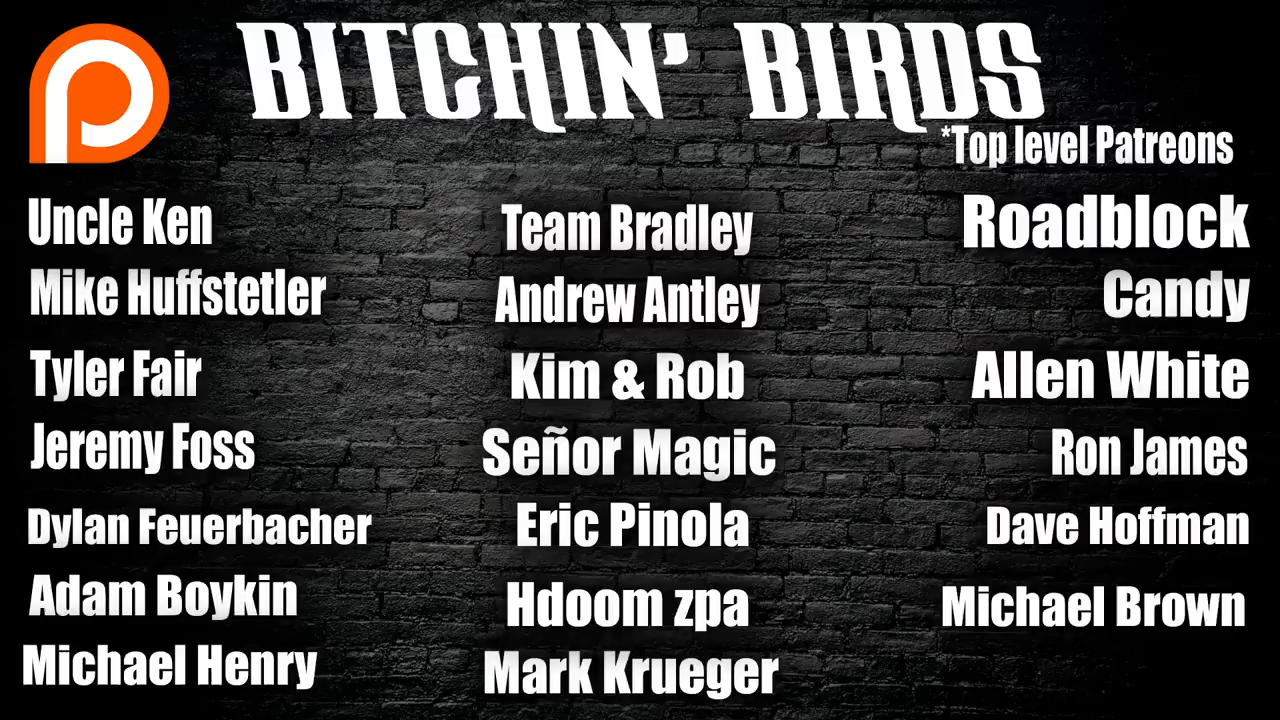 BITCHIN' BIRDS
*Top level Patreons
Uncle Ken
Mike Huffstetler
Tyler Fair
Jeremy Foss
Dylan Feuerbacher
Adam Boykin
Michael Henry
Team Bradley
Andrew Antley
Kim & Rob
Señor Magic
Eric Pinola
Hdoom zpa
Mark Krueger
Roadblock
Candy
Allen White
Ron James
Dave Hoffman
Michael Brown